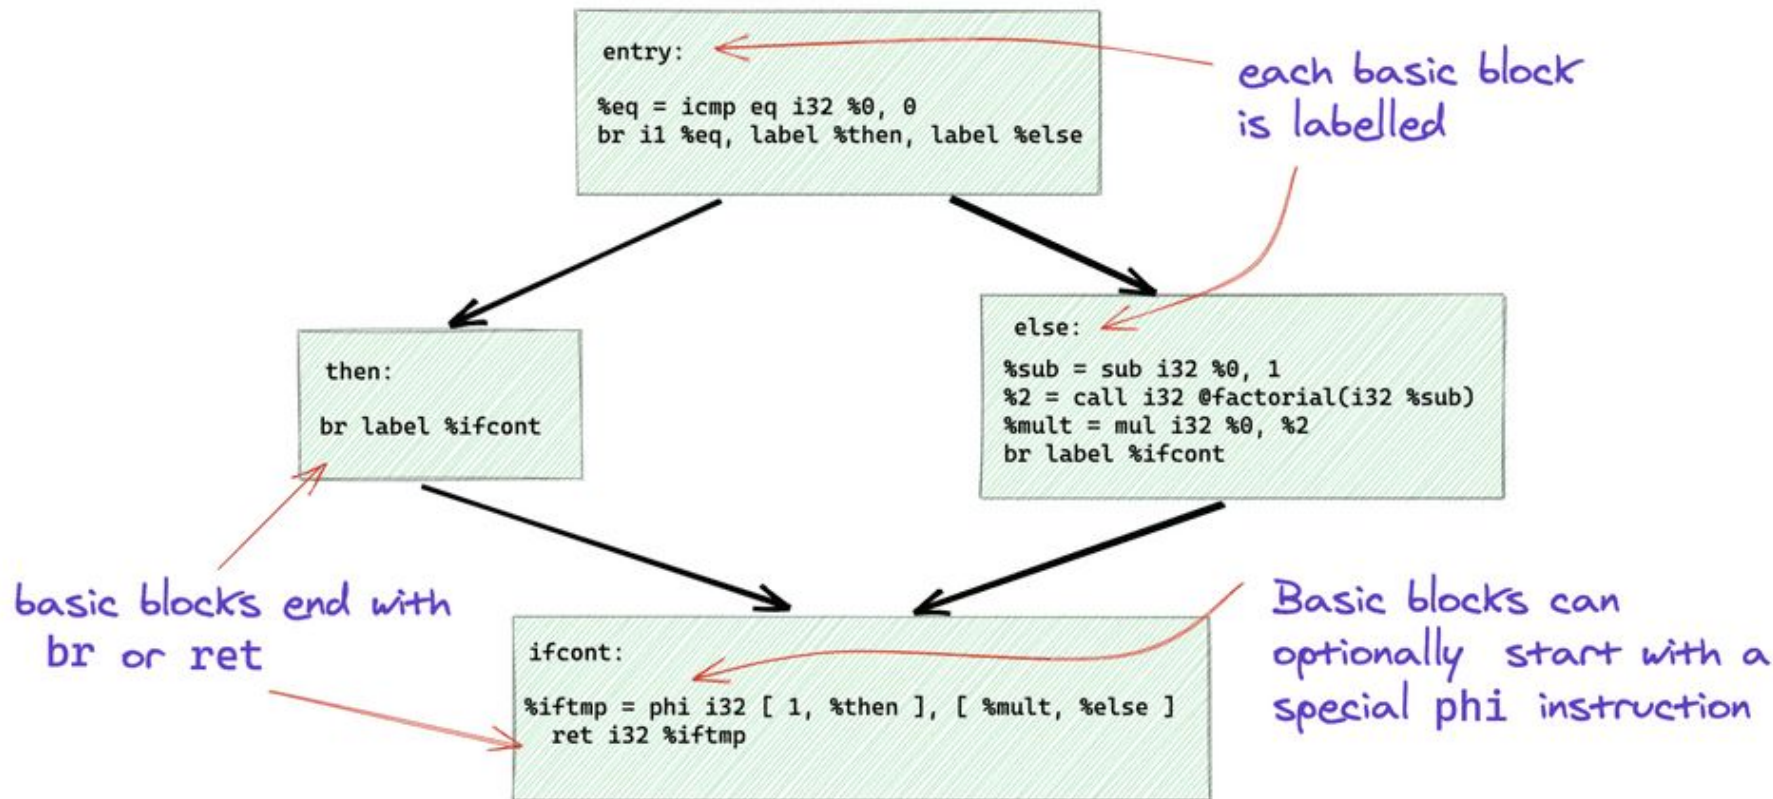 entry:
%eq = icmp eq i32 %0, 0
br i1 %eq, label %then, label %else
each basic block
is labelled
then:
br label %ifcont
else:
%sub = sub i32 %0, 1
%2 = call i32 @factorial(i32 %sub)
%mult = mul i32 %0, %2
br label %ifcont
basic blocks end with
br or ret
ifcont:
%iftmp = phi i32 [ 1, %then ], [ %mult, %else ]
ret i32 %iftmp
Basic blocks can
optionally start with a
special phi instruction